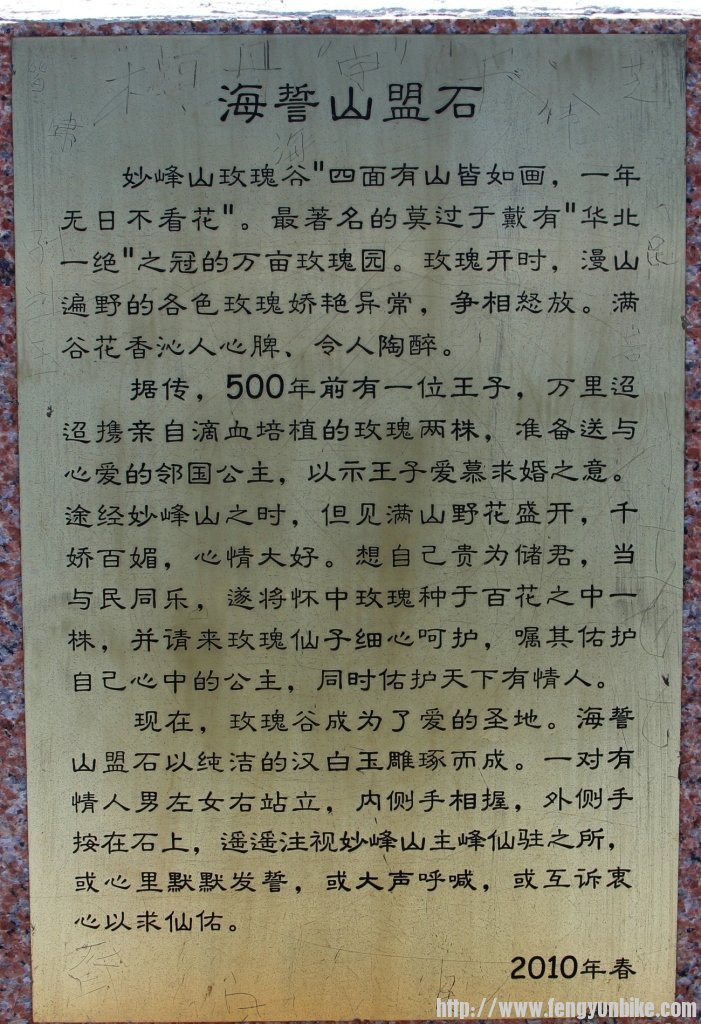 海誓山盟石
妙峰山玫瑰谷"四面有山皆如画，一年
无日不看花"。最著名的莫过于戴有"华北
一绝"之冠的万亩玫瑰园。玫瑰开时，漫山
遍野的各色玫瑰娇艳异常，争相怒放。满
谷花香沁人心脾、令人陶醉。
据传，500年前有一位王子，万里迢
迢携亲自滴血培植的玫瑰两株，准备送与
心爱的邻国公主，以示王子爱慕求婚之意。
途经妙峰山之时，但见满山野花盛开，千
娇百媚，心情大好。想自己贵为储君，当
与民同乐，遂将怀中玫瑰种于百花之中一
株，并请来玫瑰仙子细心呵护，嘱其佑护
自己心中的公主，同时佑护天下有情人。
现在，玫瑰谷成为了爱的圣地。海誓
山盟石以纯洁的汉白玉雕琢而成。一对有
情人男左女右站立，内侧手相握，外侧手
按在石上，遥遥注视妙峰山主峰仙驻之所，
或心里默默发誓，或大声呼喊，或互诉衷
心以求仙佑。
2010年春
http://www.fengyunbike.com